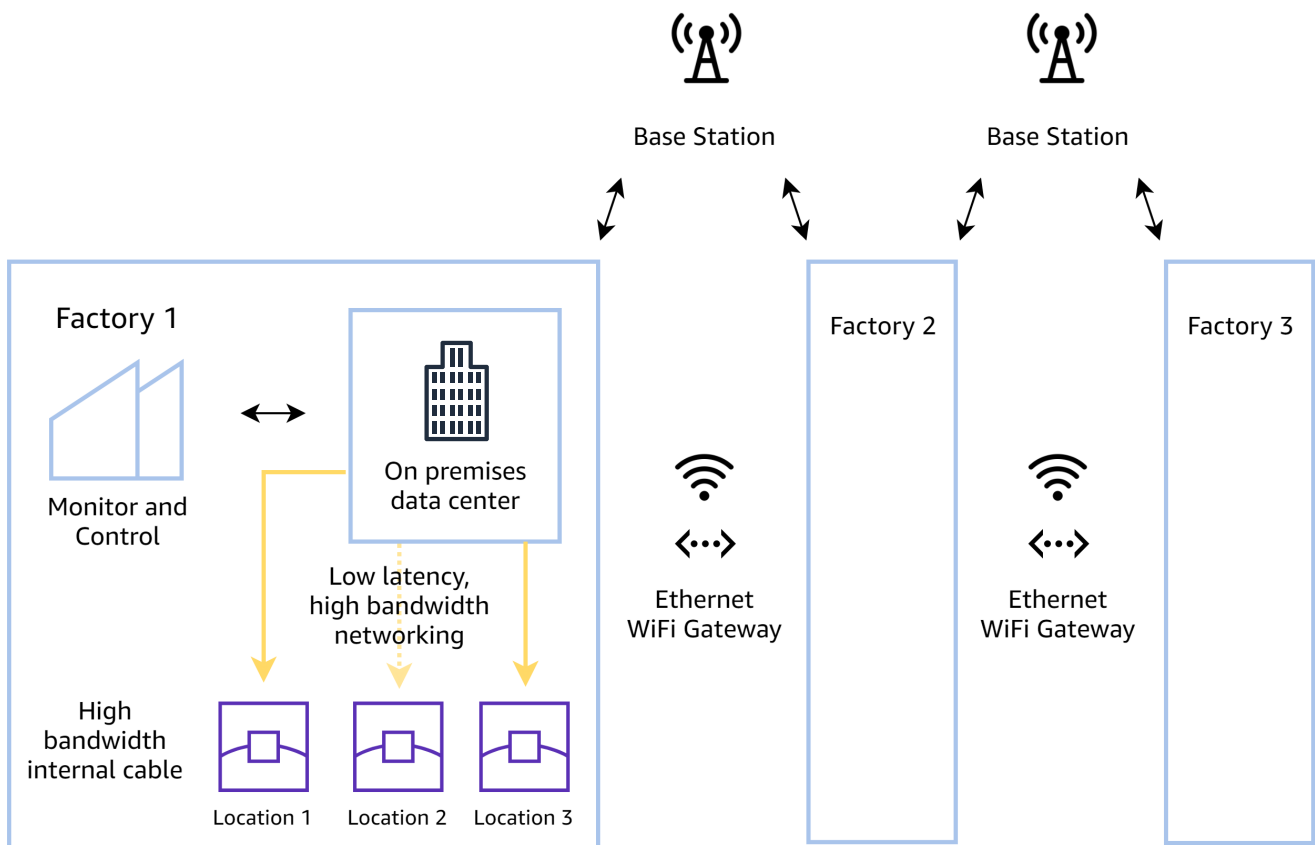 Base Station
Base Station
Factory 1
Factory 2
Factory 3
On premises
data center
Monitor and
Control
Low latency,
high bandwidth
networking
Ethernet
WiFi Gateway
Ethernet
WiFi Gateway
High
bandwidth
internal cable
Location 1
Location 2
Location 3